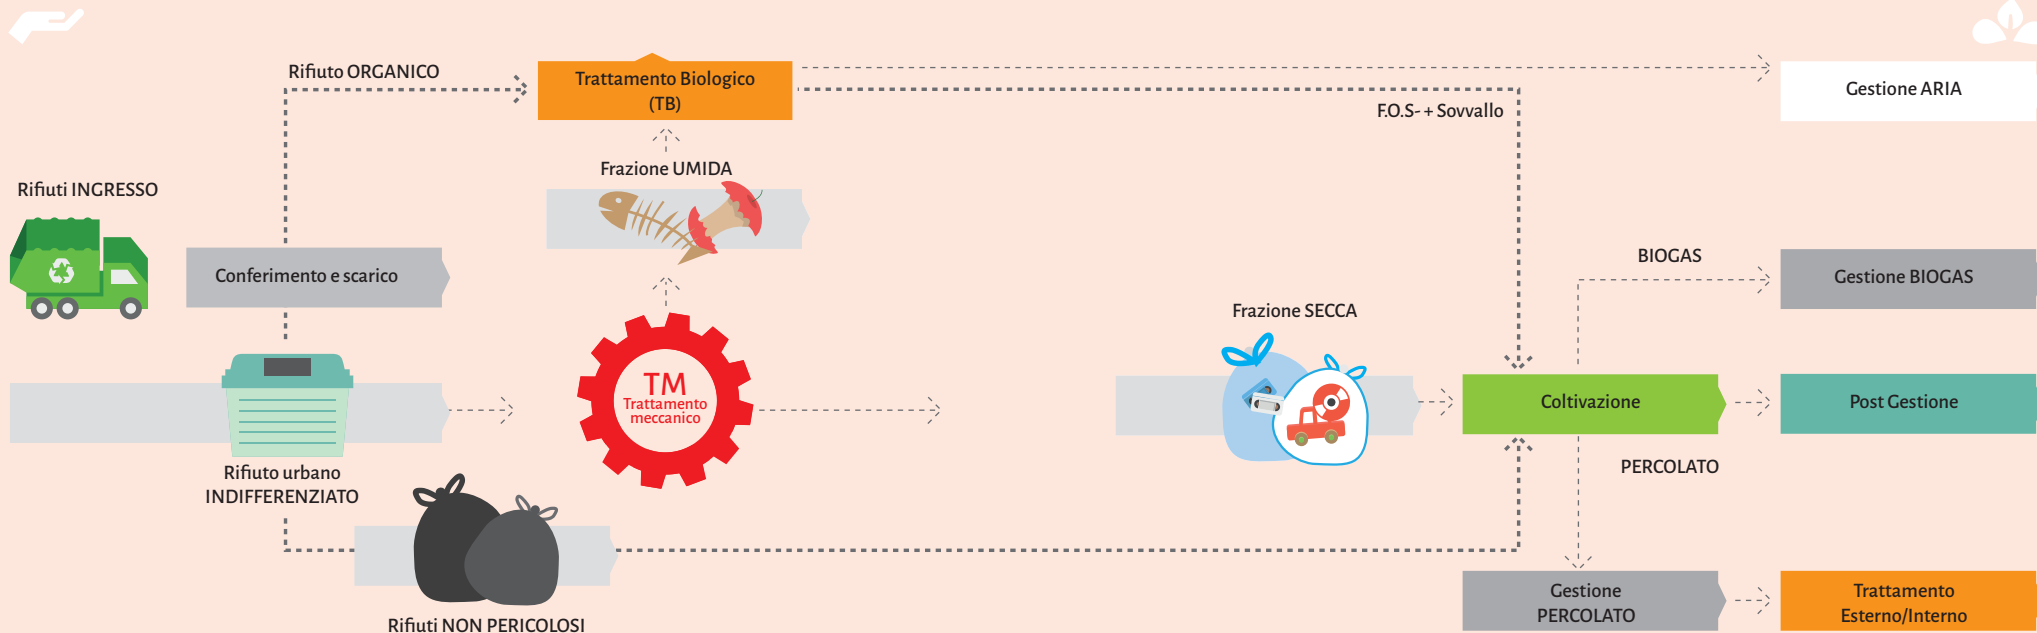 Rifiuto ORGANICO
Trattamento Biologico
(TB)
Gestione ARIA
F.O.S- + Sovvallo
Frazione UMIDA
Rifiuti INGRESSO
Conferimento e scarico
BIOGAS
Gestione BIOGAS
Frazione SECCA
TM
Trattamento
meccanico
Coltivazione
Post Gestione
Rifiuto urbano
INDIFFERENZIATO
PERCOLATO
Gestione
PERCOLATO
Trattamento
Esterno/Interno
Rifiuti NON PERICOLOSI